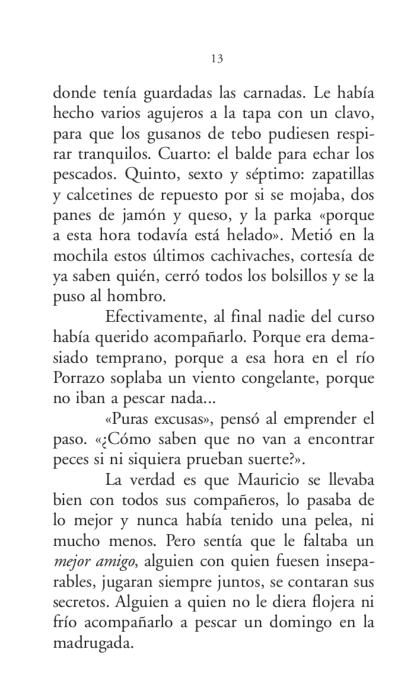 13
donde tenía guardadas las carnadas. Le había
hecho varios agujeros a la tapa con un clavo,
para que los gusanos de tebo pudiesen respi-
rar tranquilos. Cuarto: el balde para echar los
pescados. Quinto, sexto y séptimo: zapatillas
y calcetines de repuesto por si se mojaba, dos
panes de jamón y queso, y la parka «porque
a esta hora todavía está helado». Metió en la
mochila estos últimos cachivaches, cortesía de
ya saben quién, cerró todos los bolsillos y se la
puso al hombro.
Efectivamente, al final nadie del curso
había querido acompañarlo. Porque era dema-
siado temprano, porque a esa hora en el río
Porrazo soplaba un viento congelante, porque
no iban a pescar nada...
«Puras excusas», pensó al emprender el
paso. «¿Cómo saben que no van a encontrar
peces si ni siquiera prueban suerte?».
La verdad es que Mauricio se llevaba
bien con todos sus compañeros, lo pasaba de
lo mejor y nunca había tenido una pelea, ni
mucho menos. Pero sentía que le faltaba un
mejor amigo, alguien con quien fuesen insepa-
rables, jugaran siempre juntos, se contaran sus
secretos. Alguien a quien no le diera flojera ni
frío acompañarlo a pescar un domingo en la
madrugada.